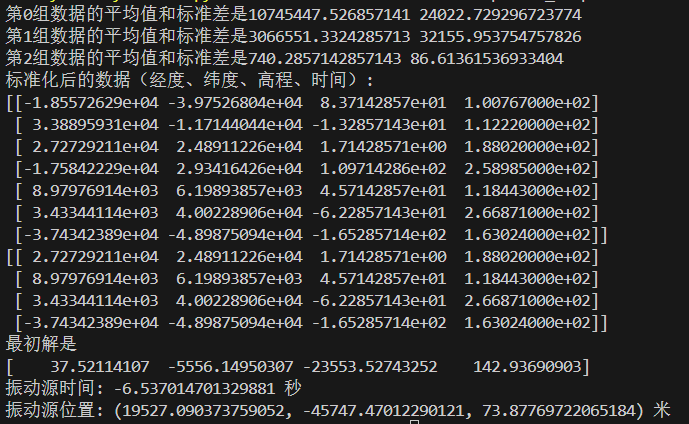 第0组数据的平均值和标准差是10745447.526857141 24022.729296723774
第1组数据的平均值和标准差是3066551.3324285713 32155.953754757826
第2组数据的平均值和标准差是740.2857142857143 86.61361536933404
标准化后的数据（经度、纬度、高程、时间）：
[[-1.85572629e+04 -3.97526804e+04  8.37142857e+01  1.00767000e+02]
 [ 3.38895931e+04 -1.17144044e+04 -1.32857143e+01  1.12220000e+02]
 [ 2.72729211e+04  2.48911226e+04  1.71428571e+00  1.88020000e+02]
 [-1.75842229e+04  2.93416426e+04  1.09714286e+02  2.58985000e+02]
 [ 8.97976914e+03  6.19893857e+03  4.57142857e+01  1.18443000e+02]
 [ 3.43344114e+03  4.00228906e+04 -6.22857143e+01  2.66871000e+02]
 [-3.74342389e+04 -4.89875094e+04 -1.65285714e+02  1.63024000e+02]]
[[ 2.72729211e+04  2.48911226e+04  1.71428571e+00  1.88020000e+02]
 [ 8.97976914e+03  6.19893857e+03  4.57142857e+01  1.18443000e+02]
 [ 3.43344114e+03  4.00228906e+04 -6.22857143e+01  2.66871000e+02]
 [-3.74342389e+04 -4.89875094e+04 -1.65285714e+02  1.63024000e+02]]
最初解是
[    37.52114107  -5556.14950307 -23553.52743252    142.93690903]
振动源时间: -6.537014701329881 秒
振动源位置: (19527.090373759052, -45747.47012290121, 73.87769722065184) 米